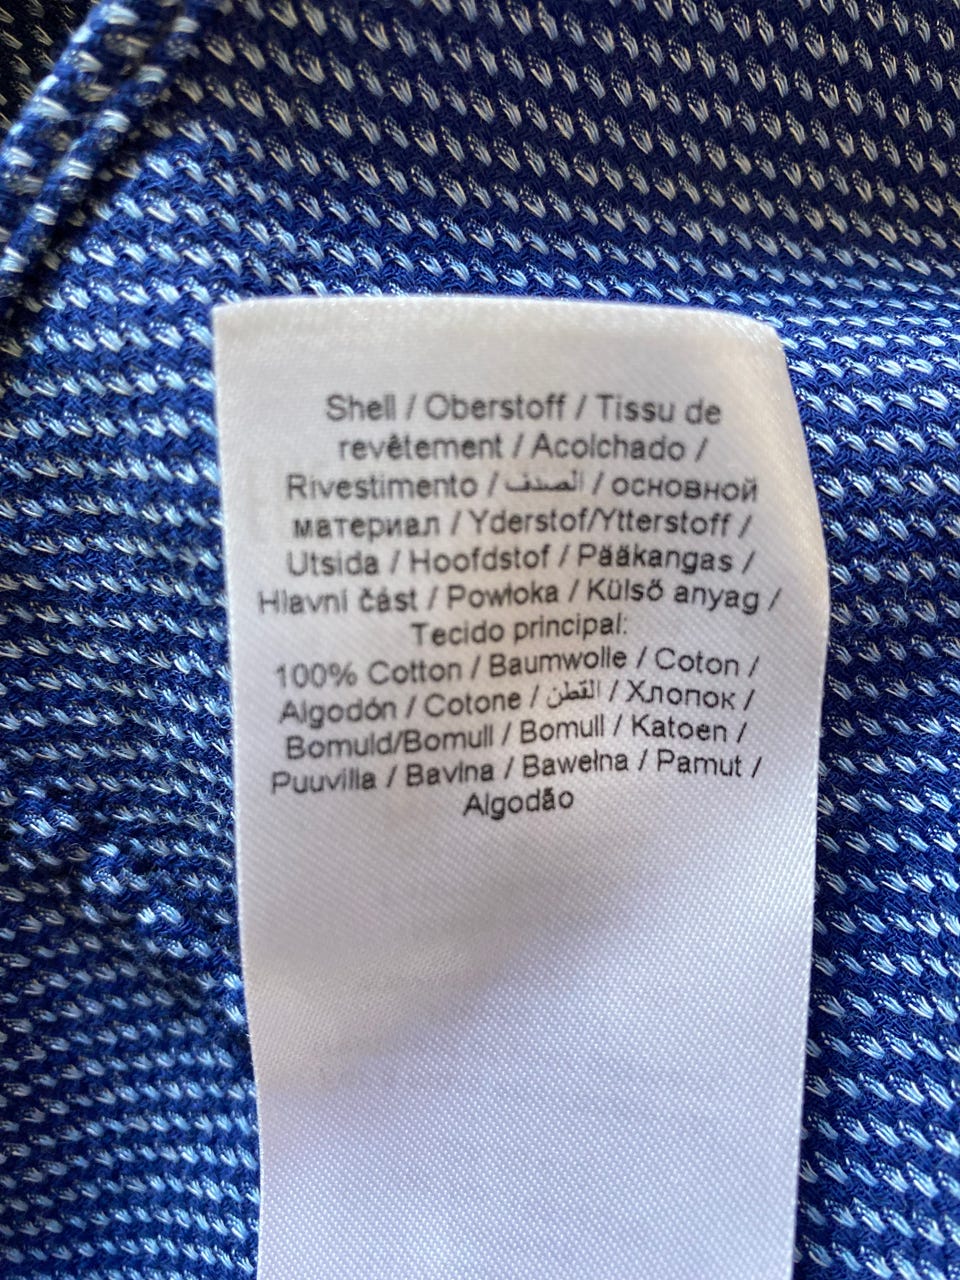 Shell / Oberstoff / Tissu de
revêtement / Acolchado /
Rivestimento / الصدف / основной
материал / Yderstof/Ytterstoff /
Utsida / Hoofdstof / Pääkangas /
Hlavní část / Powłoka / Külső anyag /
Tecido principal:
100% Cotton / Baumwolle / Coton /
Algodón / Cotone / القطن / Хлопок /
Bomuld/Bomull / Bomull / Katoen /
Puuvilla / Bavlna / Bawełna / Pamut /
Algodão